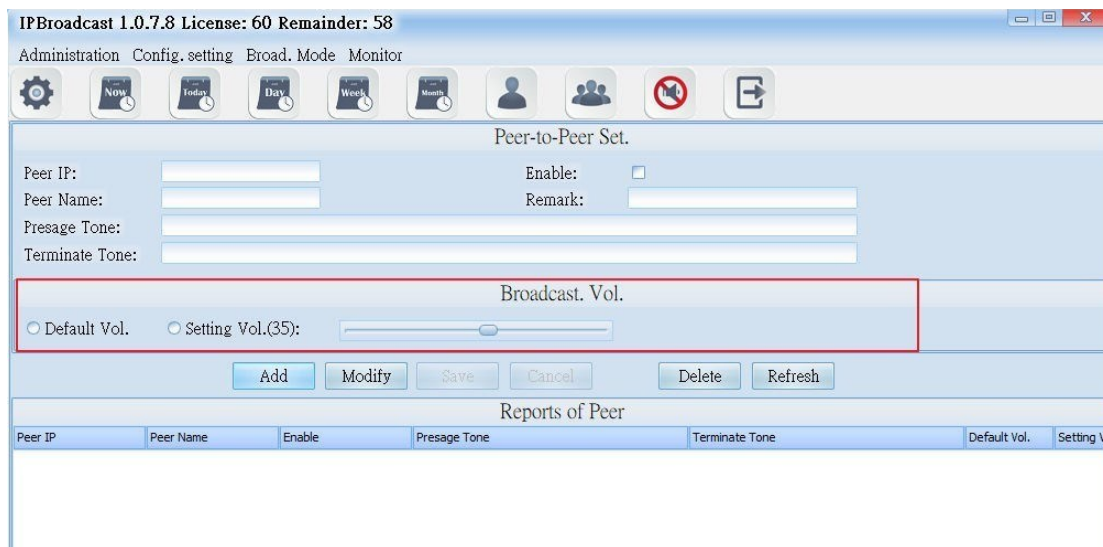 IPBroadcast 1.0.7.8 License: 60 Remainder: 58
Administration Config. setting Broad. Mode Monitor
Now Today Day Week Month
Peer-to-Peer Set.
Peer IP: Enable:
Peer Name: Remark:
Presage Tone:
Terminate Tone:
Broadcast. Vol.
Default Vol. Setting Vol.(35):
Add Modify Save Cancel Delete Refresh
Reports of Peer
Peer IP Peer Name Enable Presage Tone Terminate Tone Default Vol. Setting